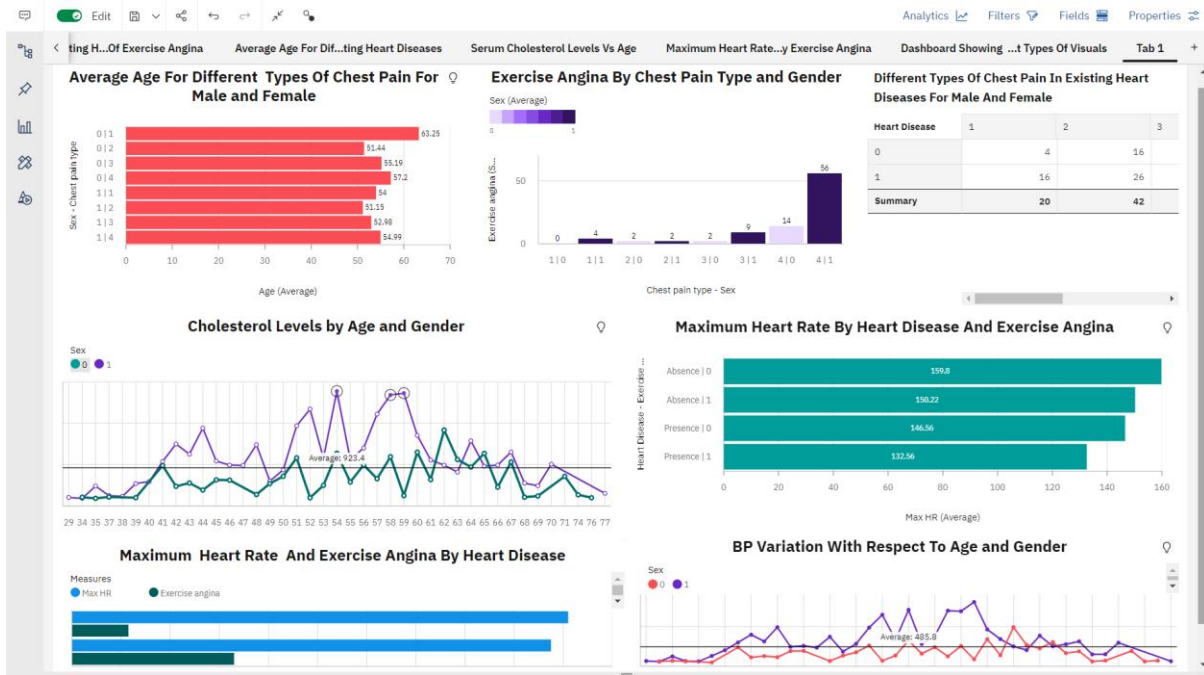 Edit
Analytics
Filters
Fields
Properties
ting H...Of Exercise Angina
Average Age For Dif...ting Heart Diseases
Serum Cholesterol Levels Vs Age
Maximum Heart Rate...y Exercise Angina
Dashboard Showing ...t Types Of Visuals
Tab 1
Average Age For Different Types Of Chest Pain For
Male and Female
Sex - Chest pain type
0 | 1
63.25
0 | 2
51.44
0 | 3
55.19
0 | 4
57.2
1 | 1
54
1 | 2
51.15
1 | 3
52.98
1 | 4
54.99
0 10 20 30 40 50 60 70
Age (Average)
Exercise Angina By Chest Pain Type and Gender
Sex (Average)
0 1
Exercise angina (S...
50
0
0 4 2 2 2 9 14 56
1 | 0 1 | 1 2 | 0 2 | 1 3 | 0 3 | 1 4 | 0 4 | 1
Chest pain type - Sex
Different Types Of Chest Pain In Existing Heart
Diseases For Male And Female
Heart Disease 1 2 3
0 4 16
1 16 26
Summary 20 42
Cholesterol Levels by Age and Gender
Sex
0 1
Average: 923.4
29 34 35 37 38 39 40 41 42 43 44 45 46 47 48 49 50 51 52 53 54 55 56 57 58 59 60 61 62 63 64 65 66 67 68 69 70 71 74 76 77
Maximum Heart Rate By Heart Disease And Exercise Angina
Heart Disease - Exercise ...
Absence | 0
159.8
Absence | 1
150.22
Presence | 0
146.56
Presence | 1
132.56
0 20 40 60 80 100 120 140 160
Max HR (Average)
Maximum Heart Rate And Exercise Angina By Heart Disease
Measures
Max HR Exercise angina
BP Variation With Respect To Age and Gender
Sex
0 1
Average: 485.8